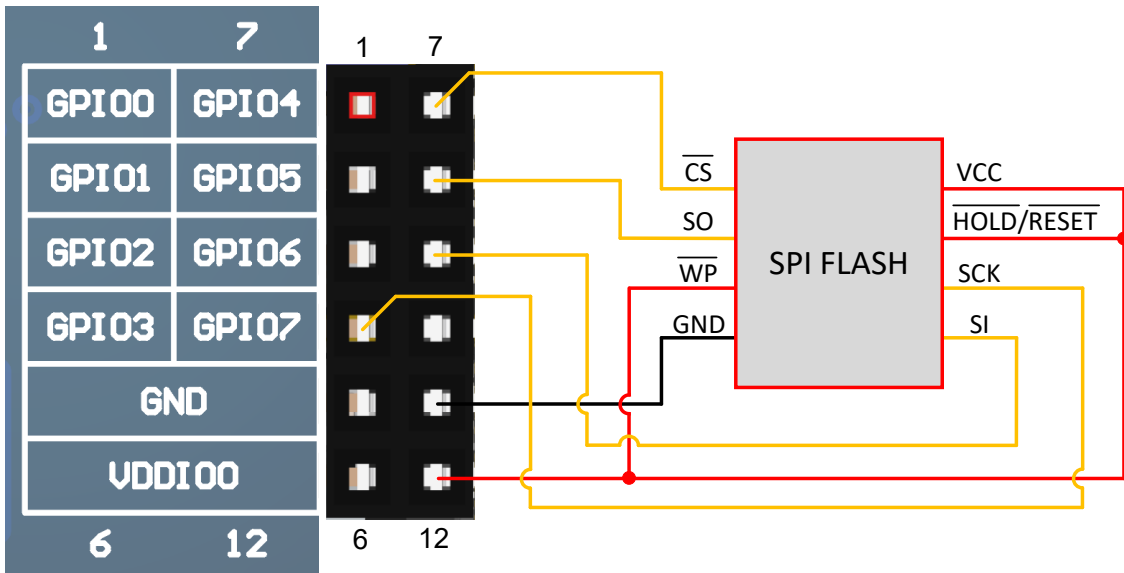 1 7
GPIO0 GPIO4
GPIO1 GPIO5
GPIO2 GPIO6
GPIO3 GPIO7
GND
VDDIO0
6 12
1 7
6 12
CS
SO
WP
GND
SPI FLASH
VCC
HOLD/RESET
SCK
SI